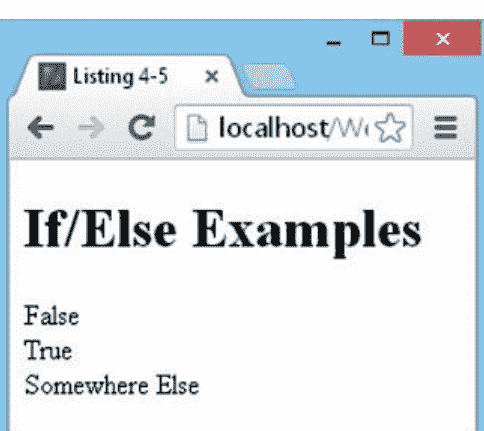 Listing 4-5
localhost/W
If/Else Examples
False
True
Somewhere Else